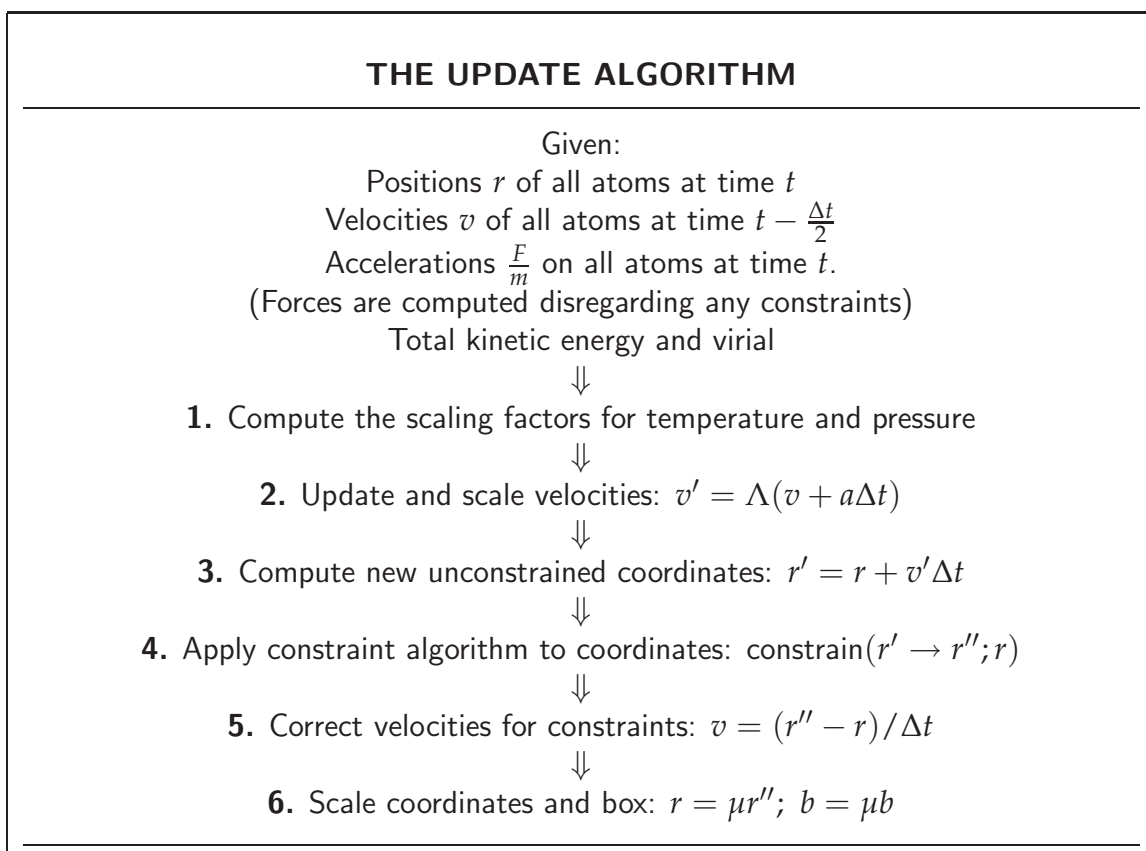 THE UPDATE ALGORITHM
Given:
Positions r of all atoms at time t
Velocities v of all atoms at time t − Δt/2
Accelerations F/m on all atoms at time t.
(Forces are computed disregarding any constraints)
Total kinetic energy and virial
⇓
1. Compute the scaling factors for temperature and pressure
⇓
2. Update and scale velocities: v′ = Λ(v + aΔt)
⇓
3. Compute new unconstrained coordinates: r′ = r + v′Δt
⇓
4. Apply constraint algorithm to coordinates: constrain(r′ → r″; r)
⇓
5. Correct velocities for constraints: v = (r″ − r)/Δt
⇓
6. Scale coordinates and box: r = μr″; b = μb